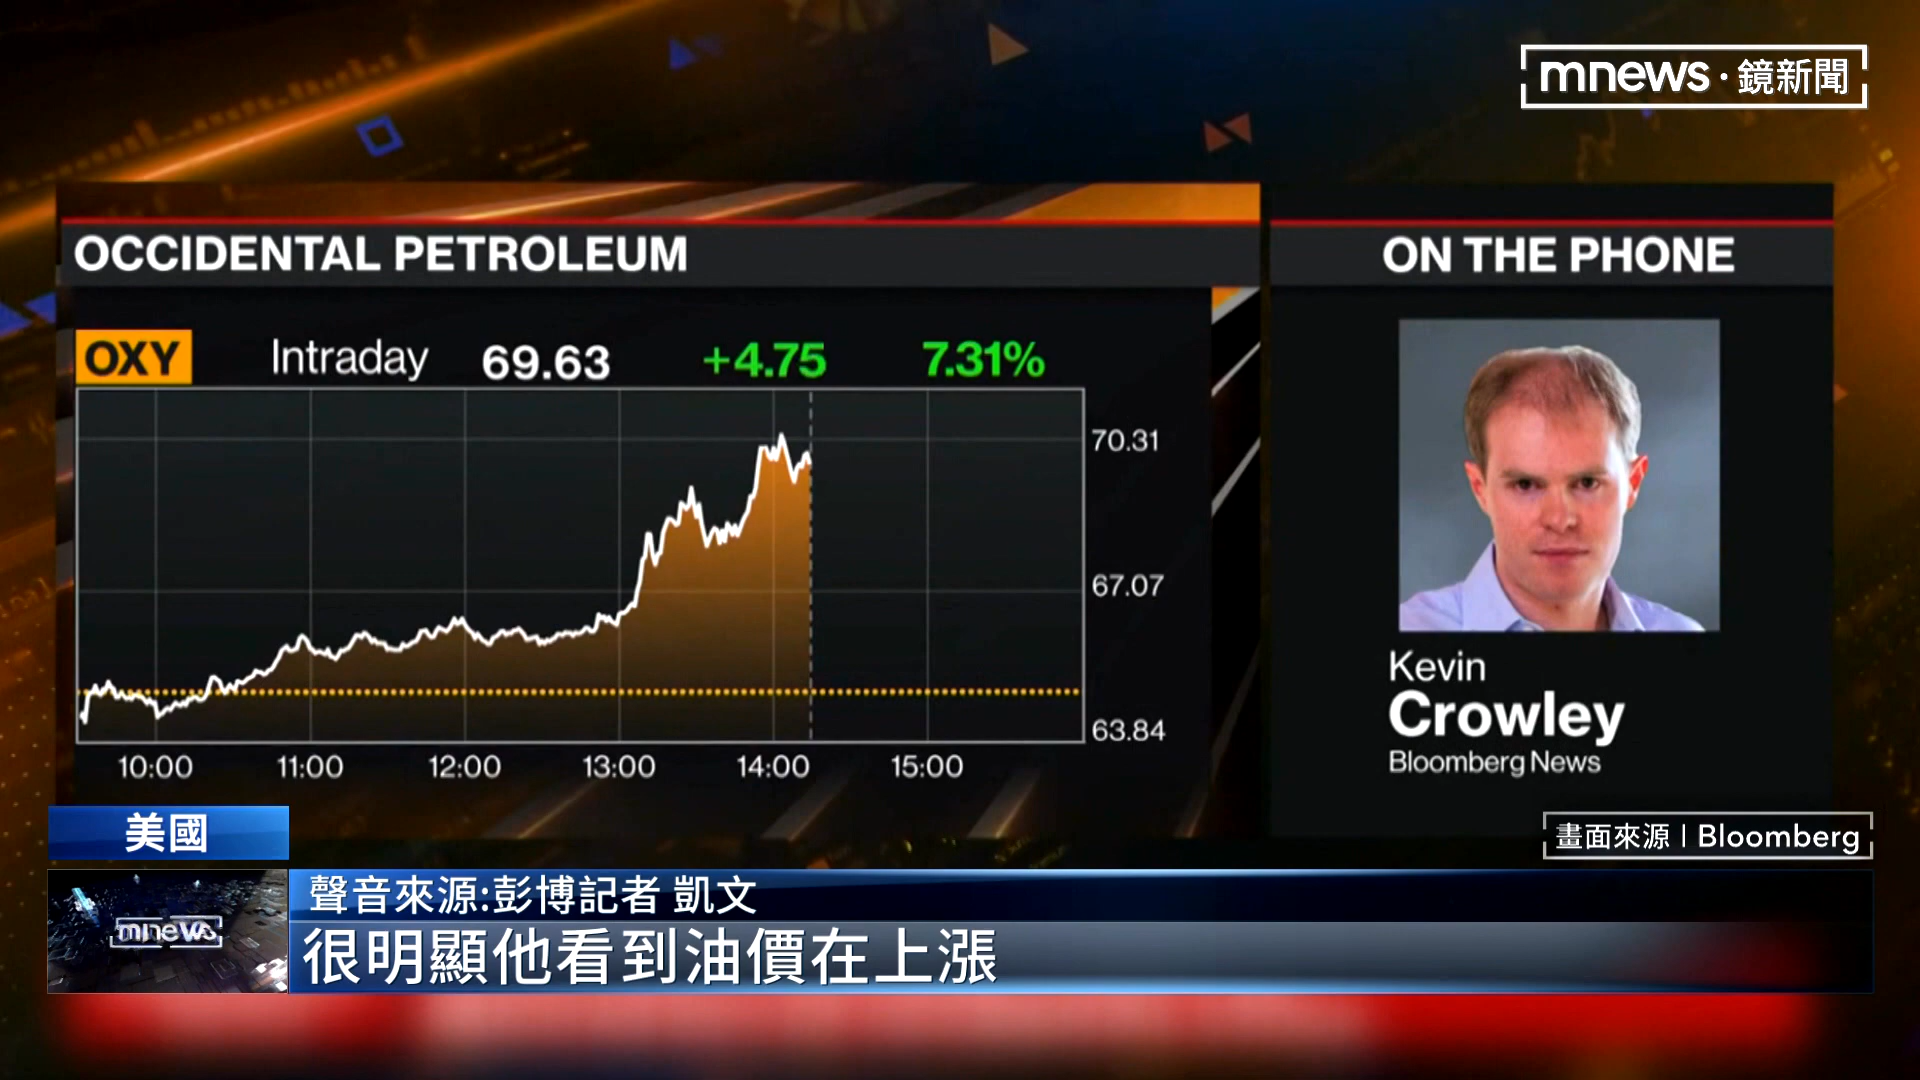 mnews·鏡新聞
OCCIDENTAL PETROLEUM
OXY Intraday 69.63 +4.75 7.31%
70.31
67.07
63.84
10:00 11:00 12:00 13:00 14:00 15:00
ON THE PHONE
Kevin
Crowley
Bloomberg News
畫面來源 | Bloomberg
美國
mnews
聲音來源:彭博記者 凱文
很明顯他看到油價在上漲